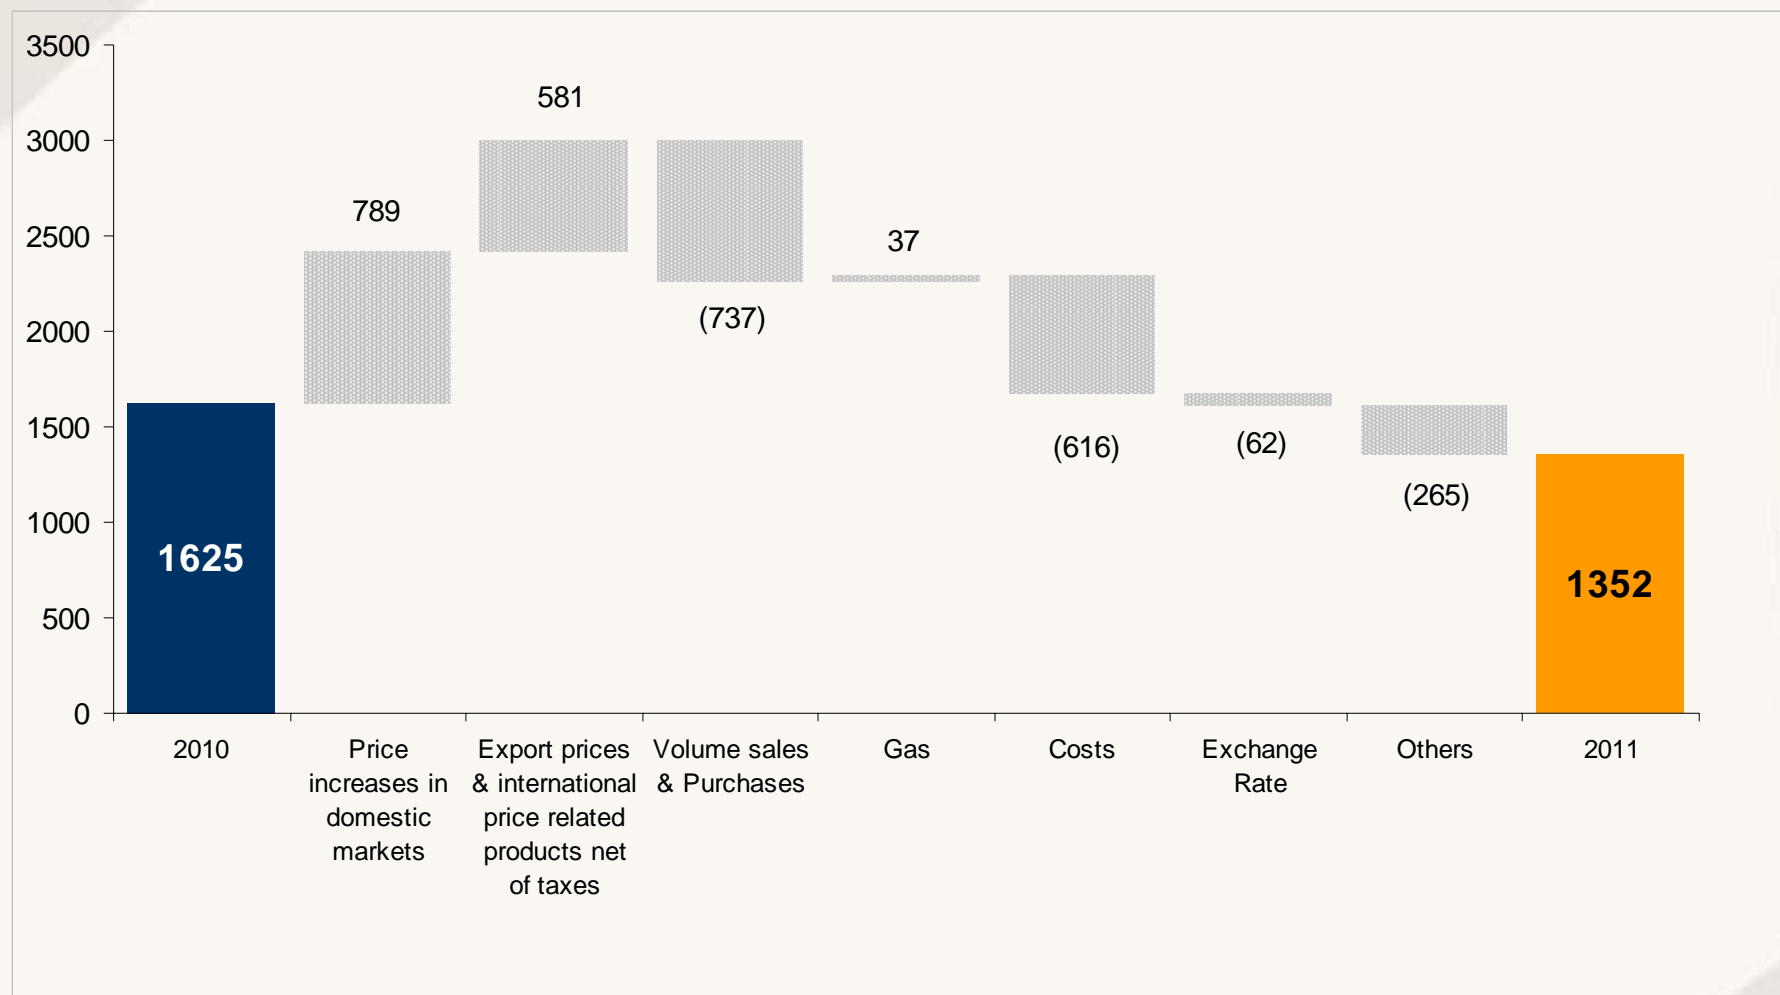 3500
3000
2500
2000
1500
1000
500
0
581
789
(737)
37
(616)
(62)
(265)
1625
1352
2010
Price
increases in
domestic
markets
Export prices
& international
price related
products net
of taxes
Volume sales
& Purchases
Gas
Costs
Exchange
Rate
Others
2011